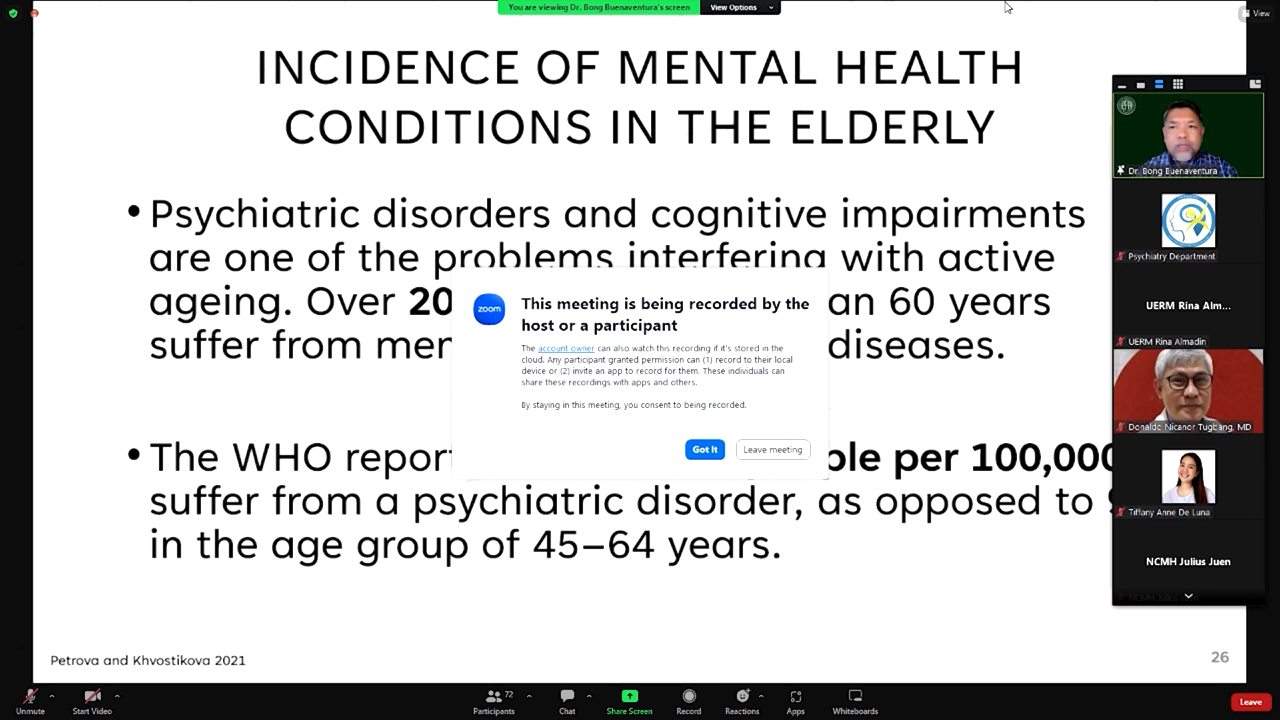 You are viewing Dr. Bong Buenaventura's screen
View Options
View
INCIDENCE OF MENTAL HEALTH
CONDITIONS IN THE ELDERLY
• Psychiatric disorders and cognitive impairments
are one of the problems interfering with active
ageing. Over 20 an 60 years
suffer from men diseases.
• The WHO report ble per 100,000
suffer from a psychiatric disorder, as opposed to
in the age group of 45–64 years.
Petrova and Khvostikova 2021
26
zoom
This meeting is being recorded by the
host or a participant
The account owner can also watch this recording if it's stored in the
cloud. Any participant granted permission can (1) record to their local
device or (2) invite an app to record for them. These individuals can
share these recordings with apps and others.
By staying in this meeting, you consent to being recorded.
Got it
Leave meeting
Dr. Bong Buenaventura
Psychiatry Department
UERM Rina Alm...
UERM Rina Almadin
Donaldo Nicanor Tugbang, MD
Tiffany Anne De Luna
NCMH Julius Juen
Unmute
Start Video
Participants
72
Chat
Share Screen
Record
Reactions
Apps
Whiteboards
Leave